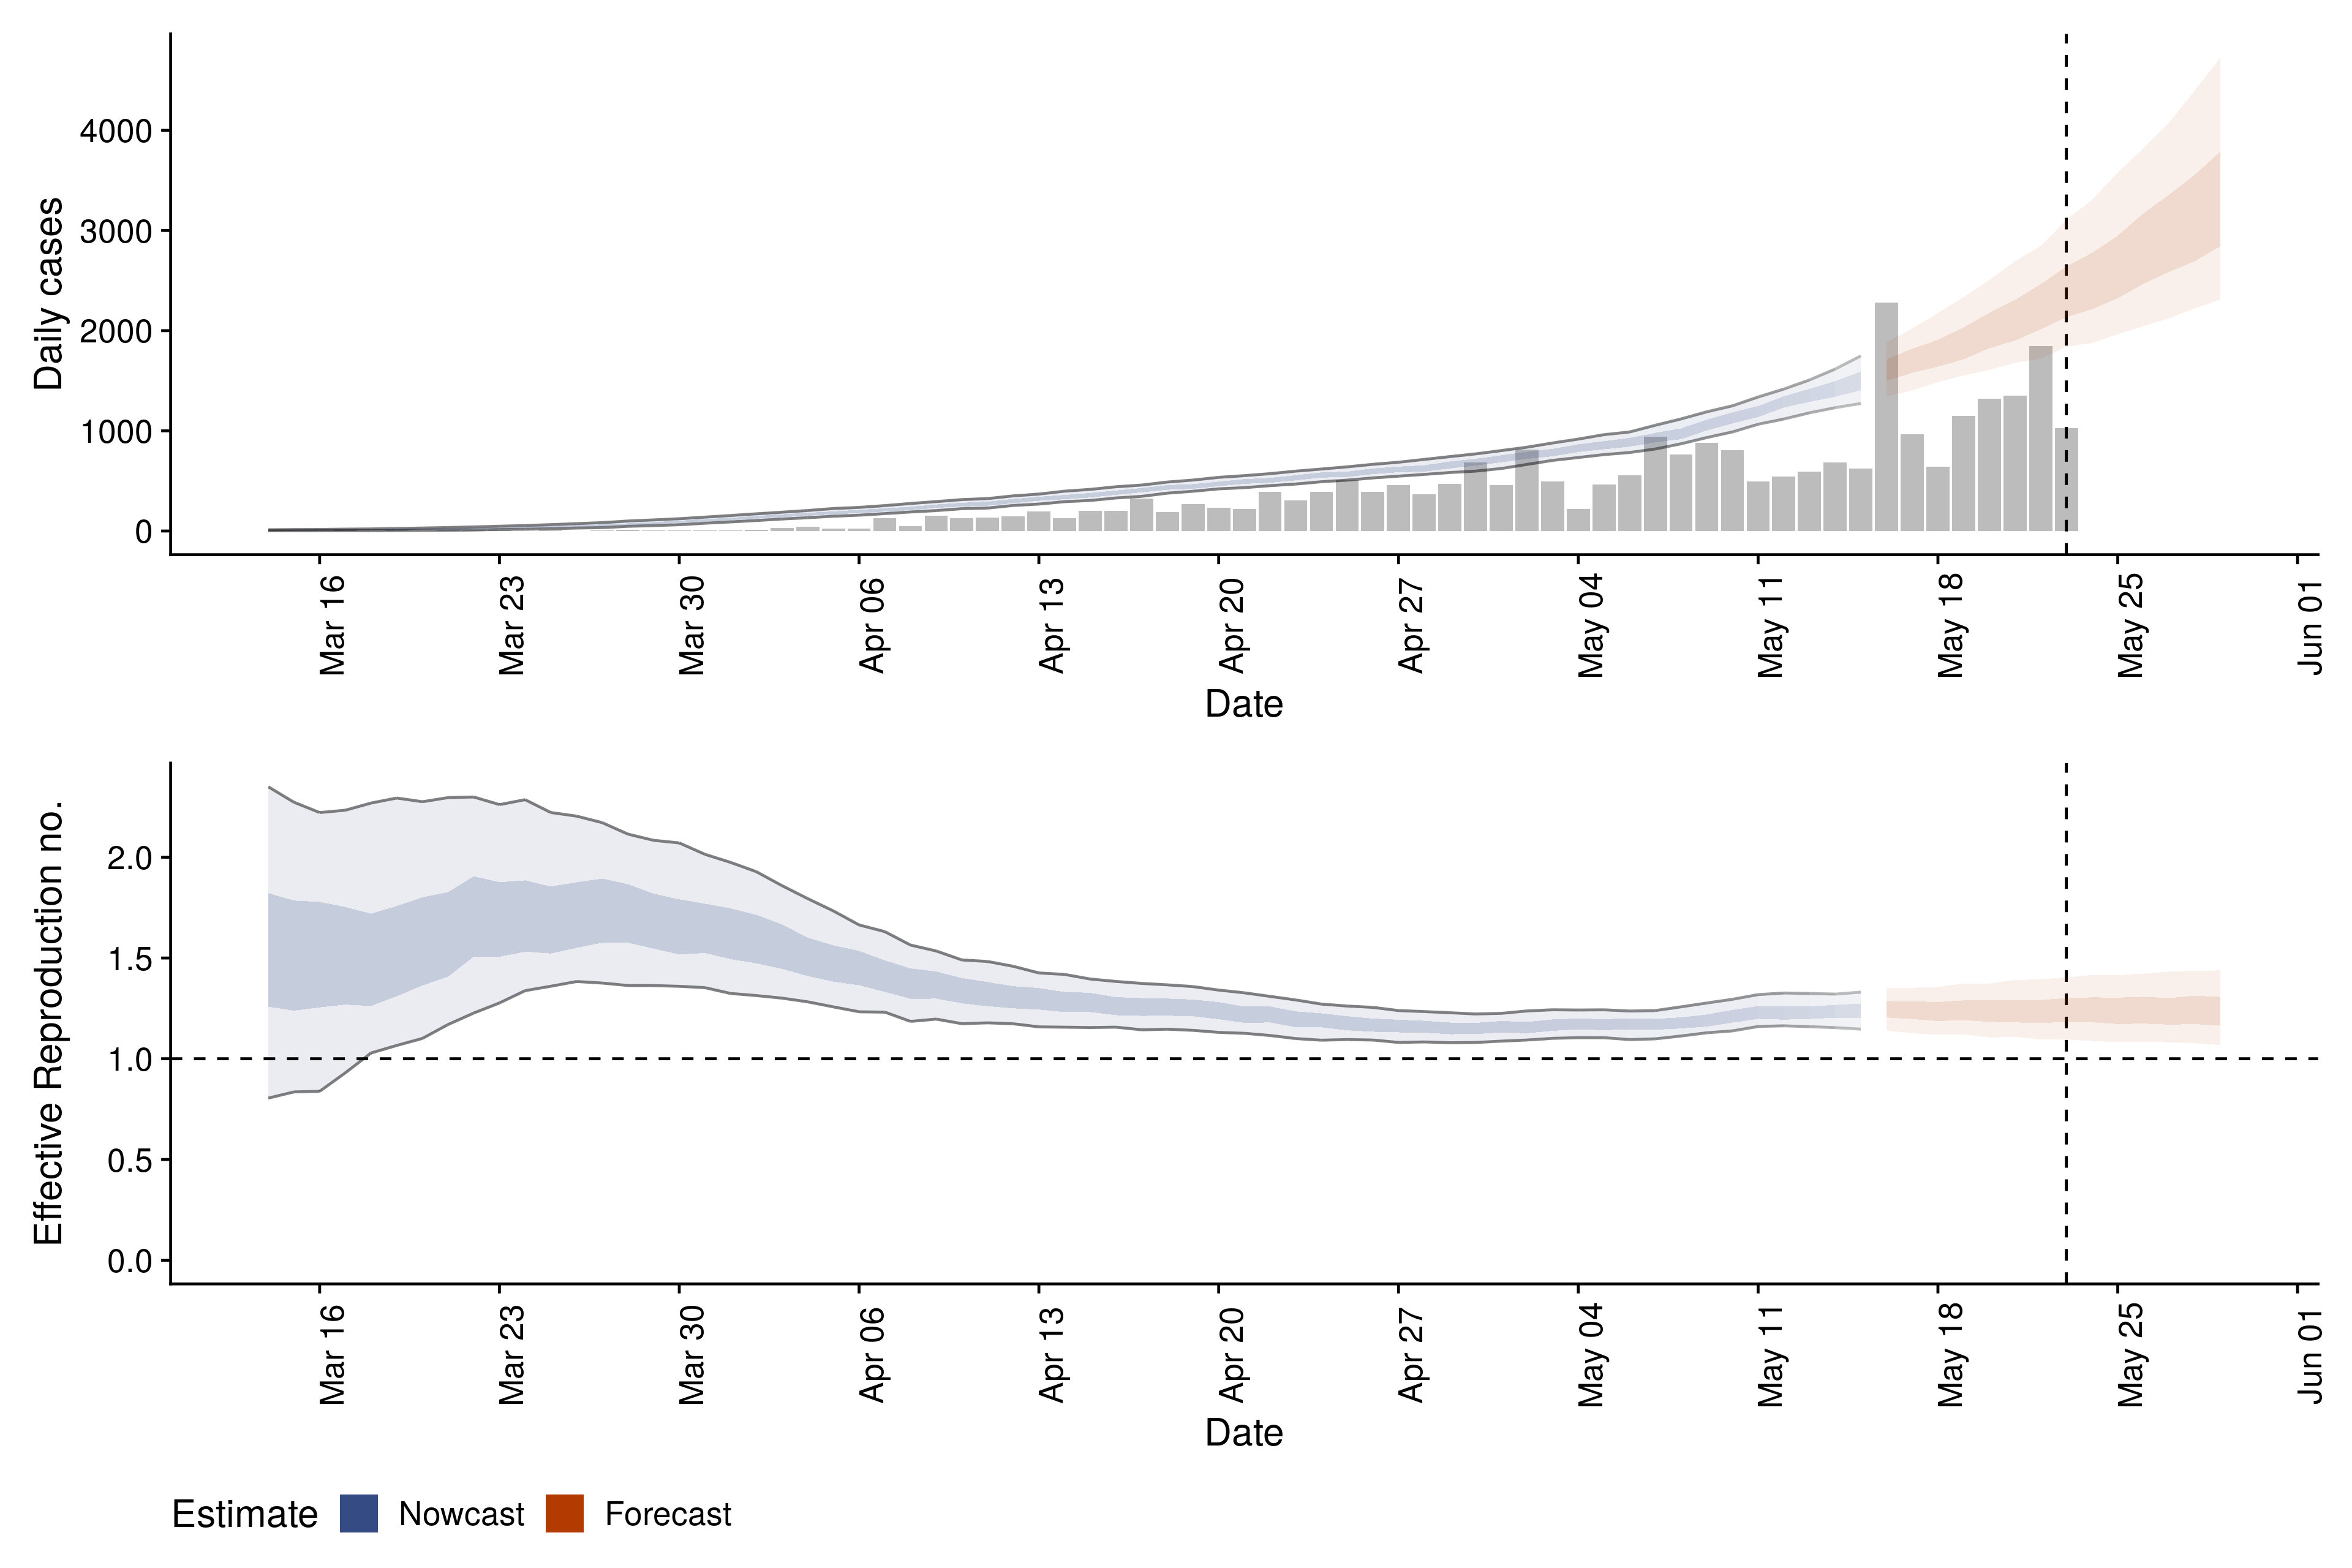 Daily cases
4000
3000
2000
1000
0
Mar 16
Mar 23
Mar 30
Apr 06
Apr 13
Apr 20
Apr 27
May 04
May 11
May 18
May 25
Jun 01
Date
Effective Reproduction no.
2.0
1.5
1.0
0.5
0.0
Mar 16
Mar 23
Mar 30
Apr 06
Apr 13
Apr 20
Apr 27
May 04
May 11
May 18
May 25
Jun 01
Date
Estimate Nowcast Forecast